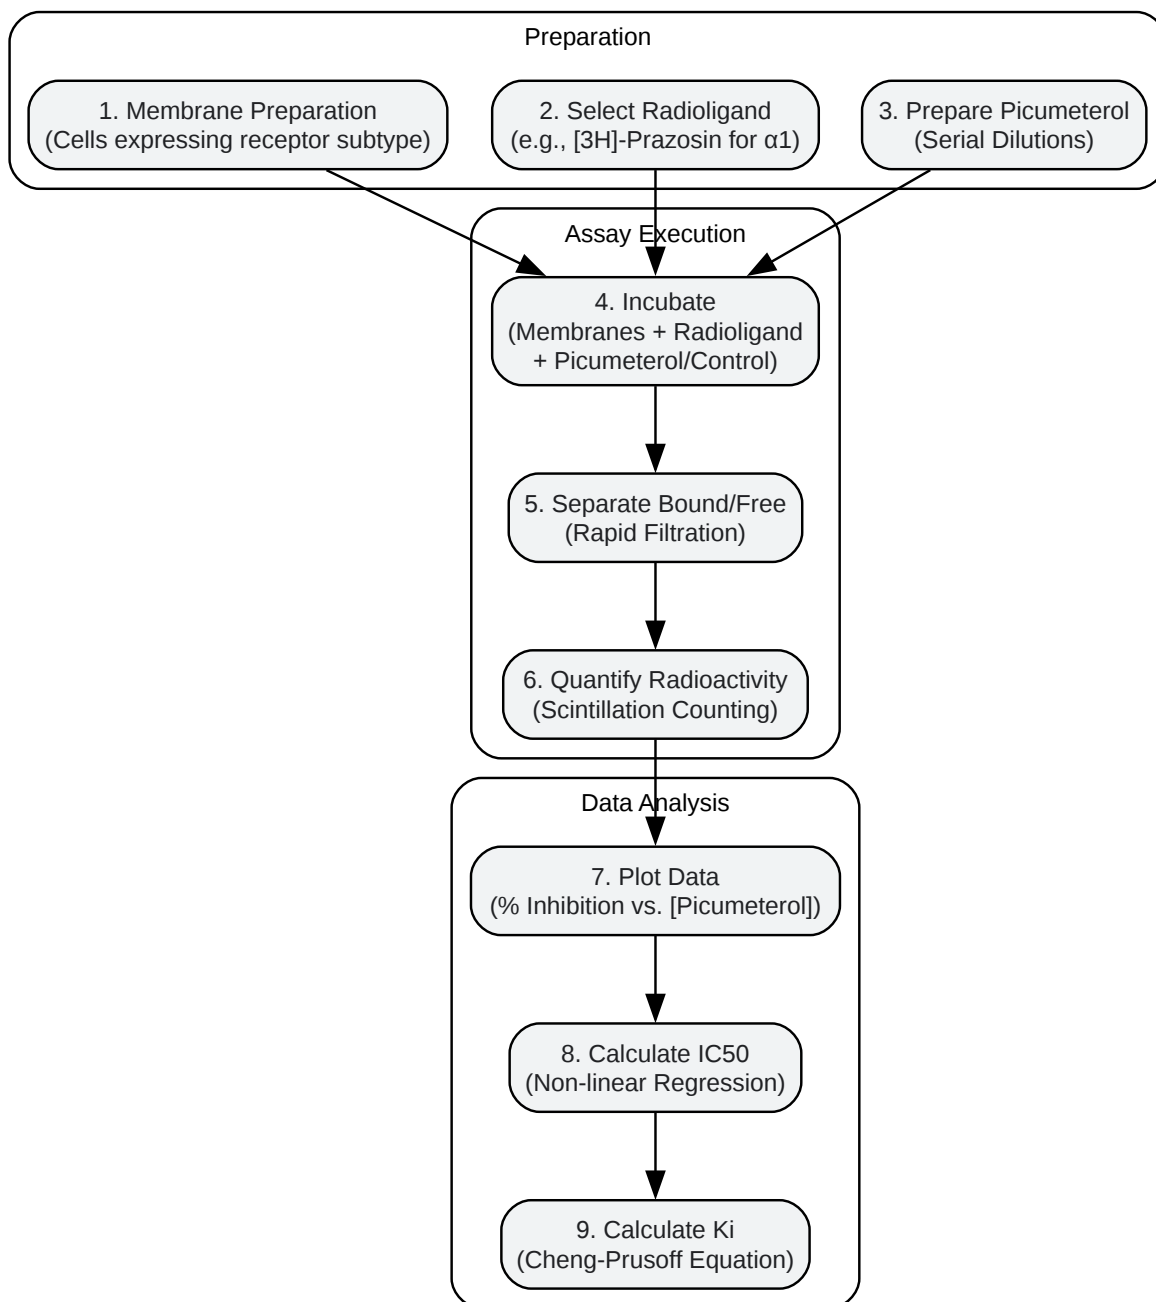 Preparation
1. Membrane Preparation
(Cells expressing receptor subtype)
2. Select Radioligand
(e.g., [3H]-Prazosin for α1)
3. Prepare Picumeterol
(Serial Dilutions)
Assay Execution
4. Incubate
(Membranes + Radioligand
+ Picumeterol/Control)
5. Separate Bound/Free
(Rapid Filtration)
6. Quantify Radioactivity
(Scintillation Counting)
Data Analysis
7. Plot Data
(% Inhibition vs. [Picumeterol])
8. Calculate IC50
(Non-linear Regression)
9. Calculate Ki
(Cheng-Prusoff Equation)